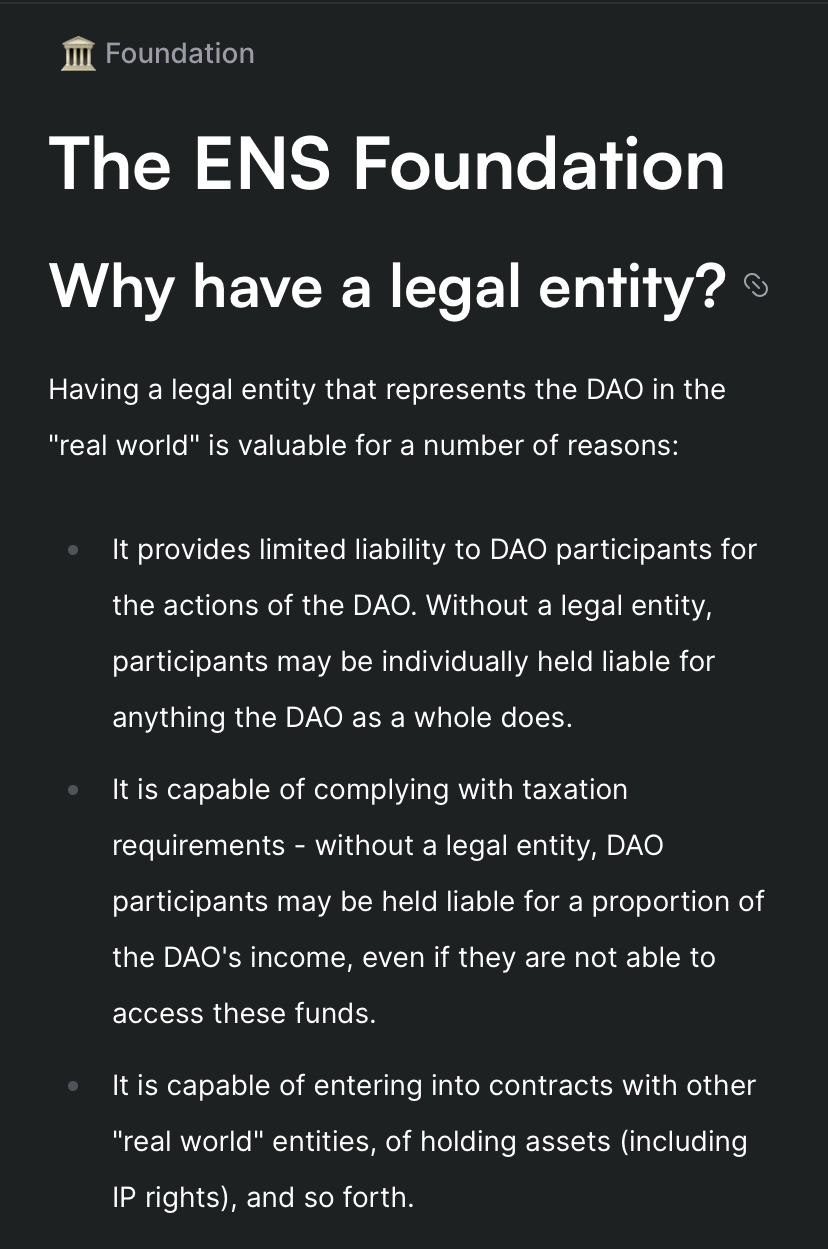 Foundation
The ENS Foundation
Why have a legal entity?
Having a legal entity that represents the DAO in the
"real world" is valuable for a number of reasons:
It provides limited liability to DAO participants for
the actions of the DAO. Without a legal entity,
participants may be individually held liable for
anything the DAO as a whole does.
It is capable of complying with taxation
requirements - without a legal entity, DAO
participants may be held liable for a proportion of
the DAO's income, even if they are not able to
access these funds.
It is capable of entering into contracts with other
"real world" entities, of holding assets (including
IP rights), and so forth.